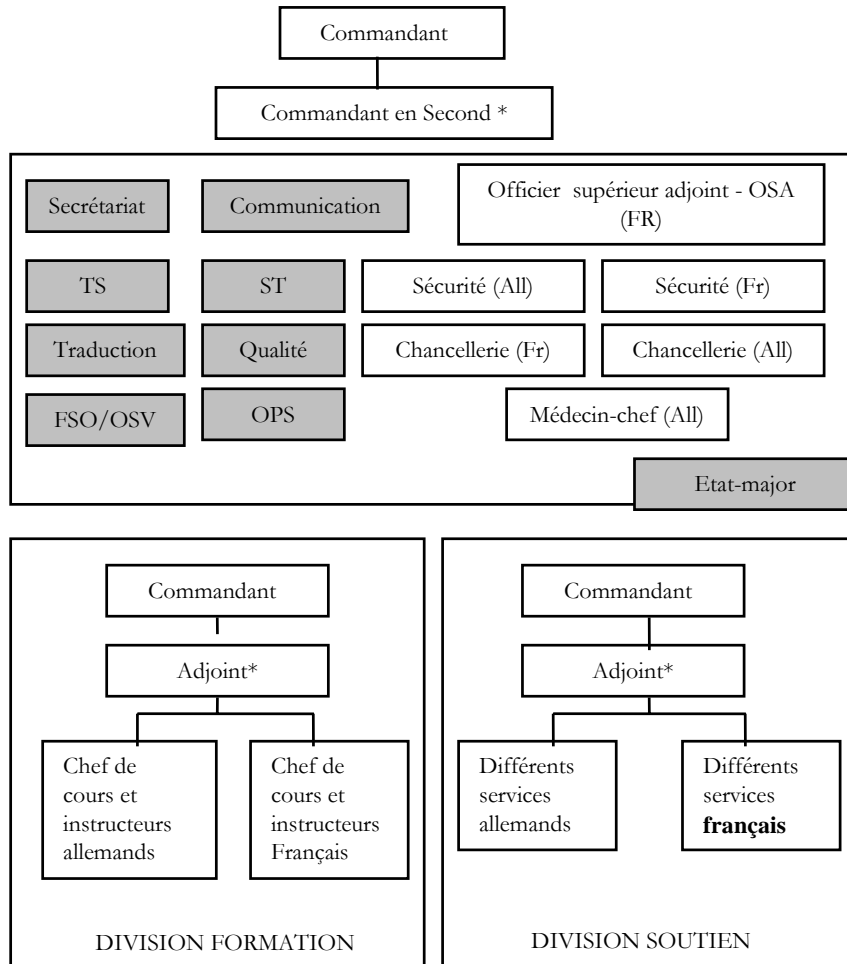 Commandant
Commandant en Second *
Secrétariat
Communication
Officier supérieur adjoint - OSA
(FR)
TS
ST
Sécurité (All)
Sécurité (Fr)
Traduction
Qualité
Chancellerie (Fr)
Chancellerie (All)
FSO/OSV
OPS
Médecin-chef (All)
Etat-major
Commandant
Adjoint*
Chef de
cours et
instructeurs
allemands
Chef de
cours et
instructeurs
Français
DIVISION FORMATION
Commandant
Adjoint*
Différents
services
allemands
Différents
services
français
DIVISION SOUTIEN